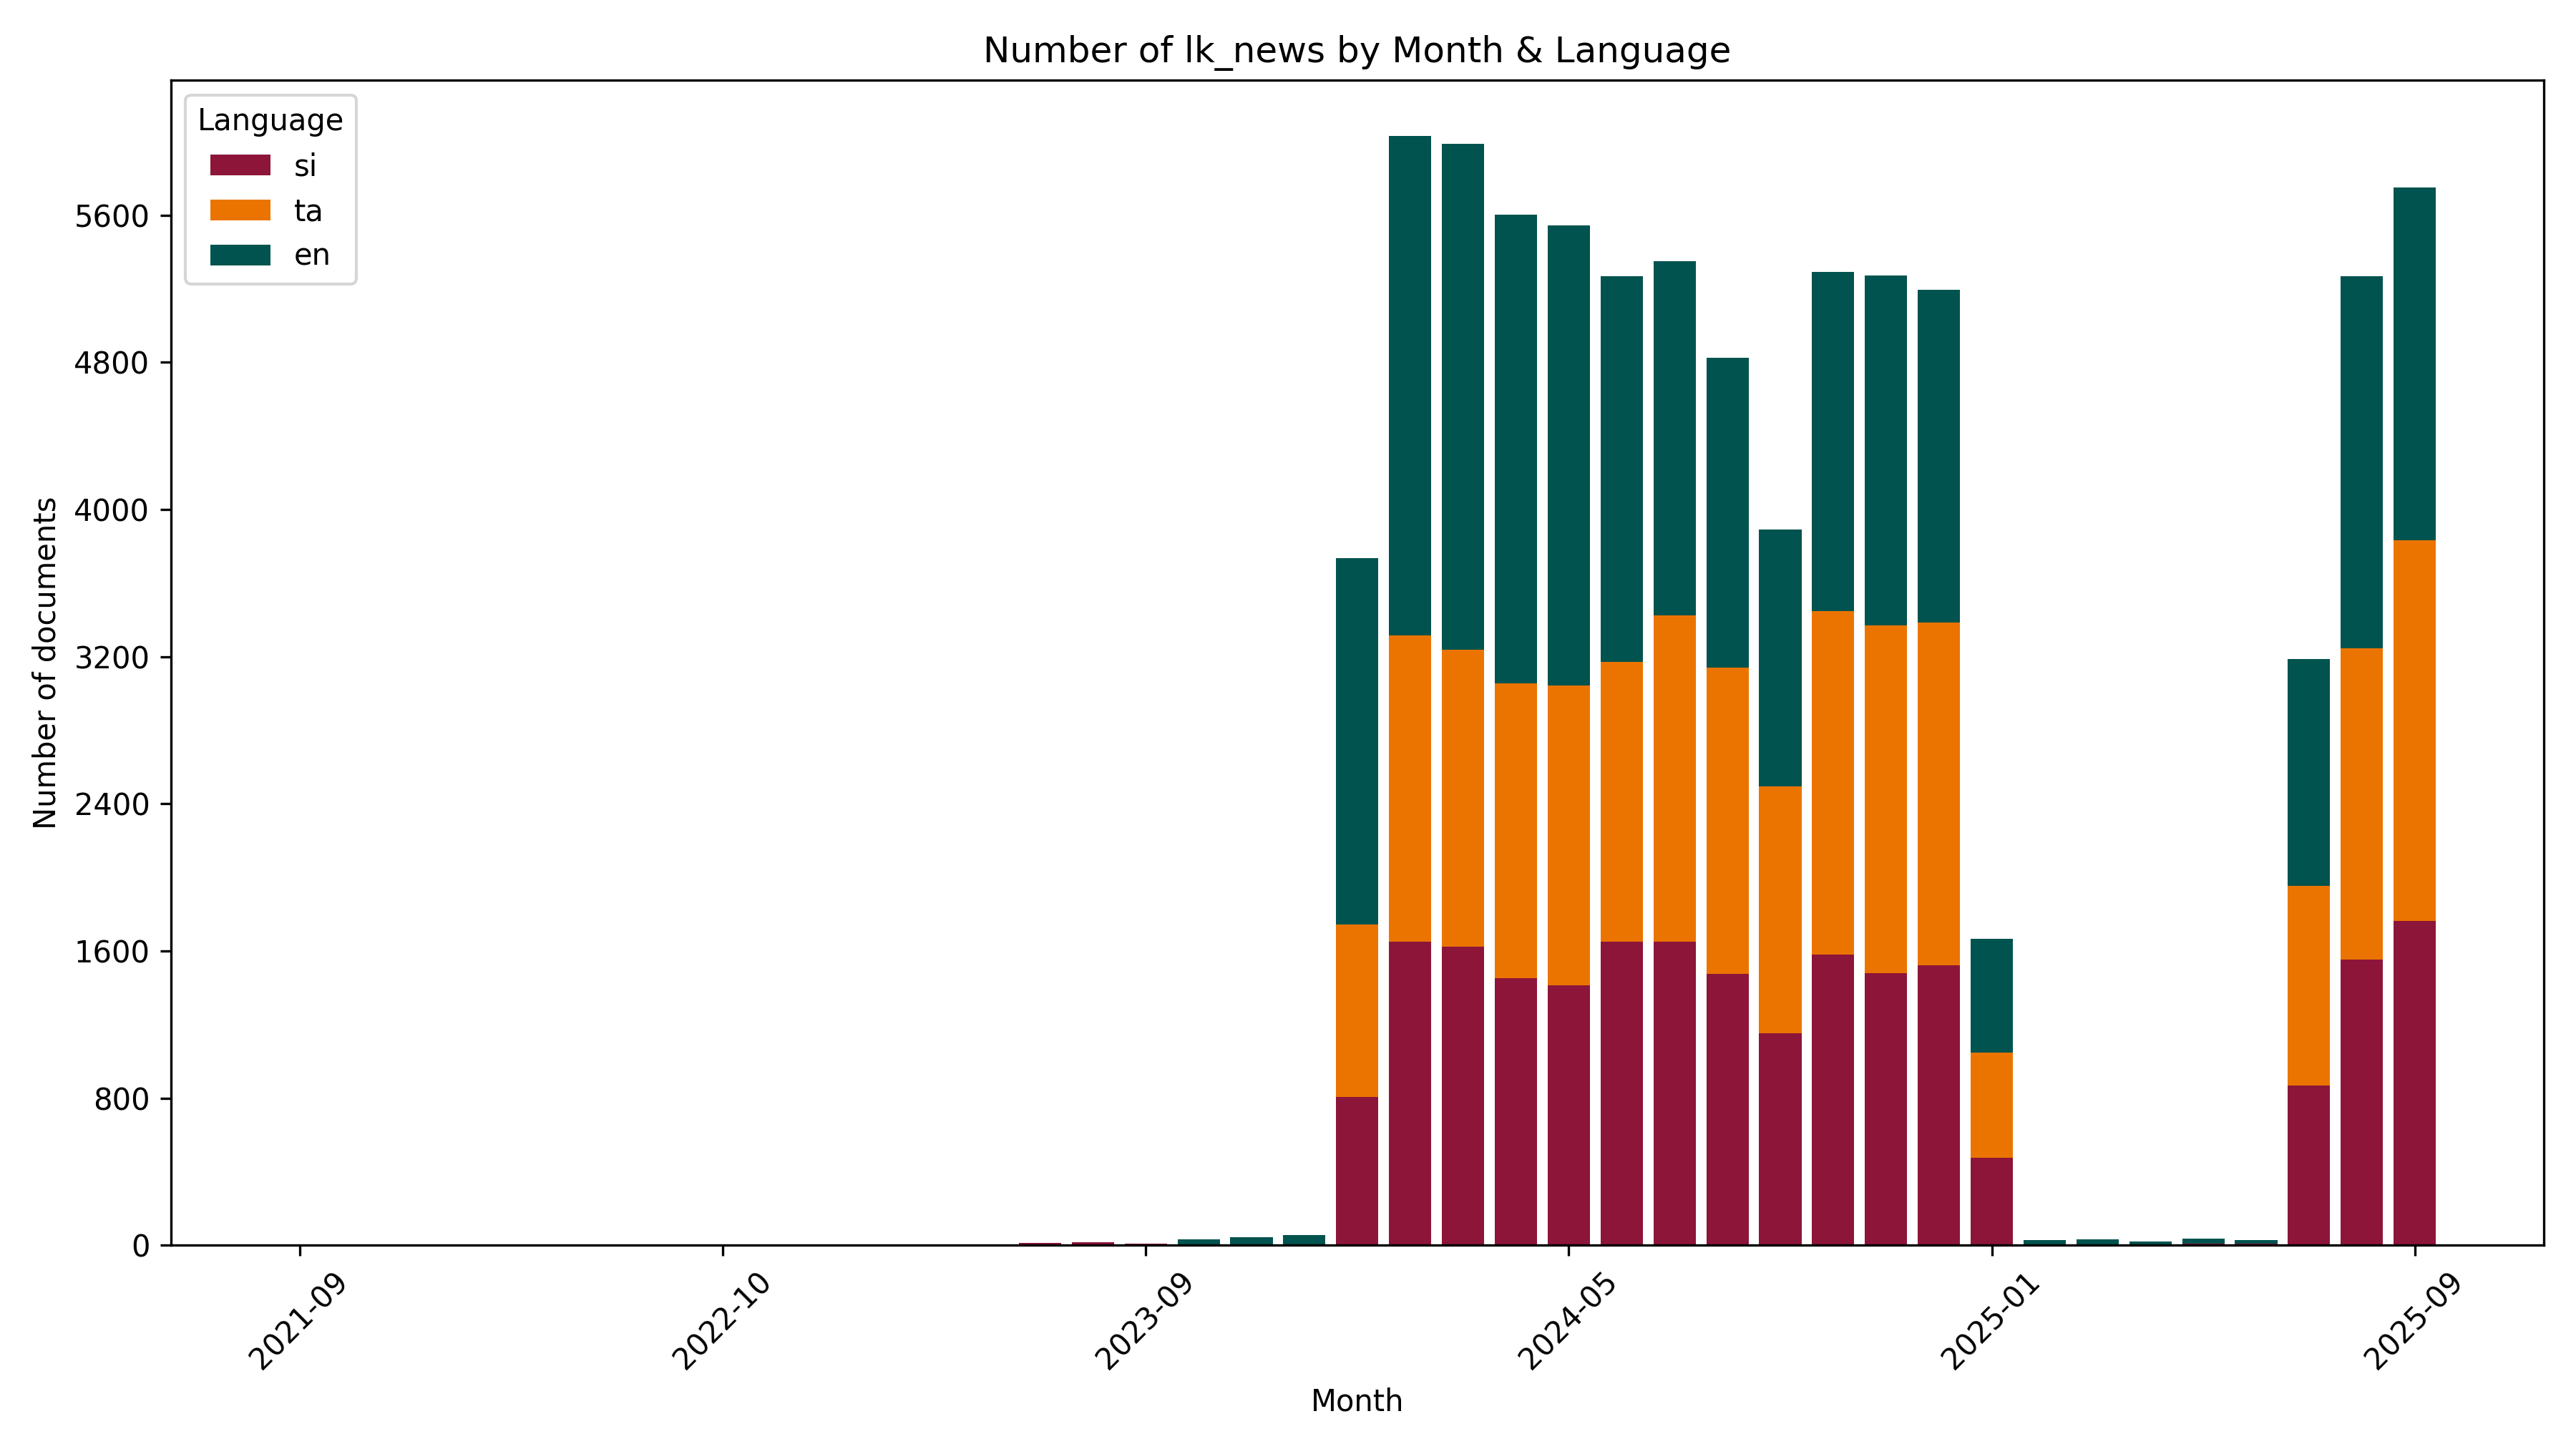 Number of lk_news by Month & Language
Language
si
ta
en
5600
4800
4000
3200
2400
1600
800
0
Number of documents
2021-09
2022-10
2023-09
2024-05
2025-01
2025-09
Month